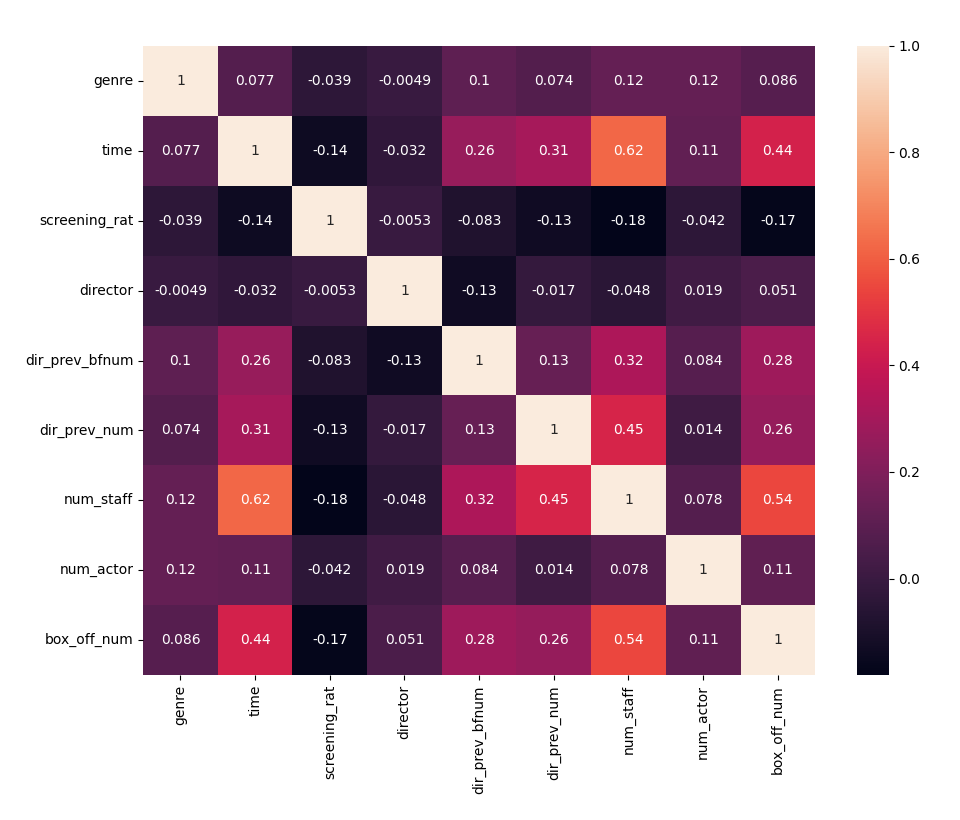 genre 1 0.077 -0.039 -0.0049 0.1 0.074 0.12 0.12 0.086
time 0.077 1 -0.14 -0.032 0.26 0.31 0.62 0.11 0.44
screening_rat -0.039 -0.14 1 -0.0053 -0.083 -0.13 -0.18 -0.042 -0.17
director -0.0049 -0.032 -0.0053 1 -0.13 -0.017 -0.048 0.019 0.051
dir_prev_bfnum 0.1 0.26 -0.083 -0.13 1 0.13 0.32 0.084 0.28
dir_prev_num 0.074 0.31 -0.13 -0.017 0.13 1 0.45 0.014 0.26
num_staff 0.12 0.62 -0.18 -0.048 0.32 0.45 1 0.078 0.54
num_actor 0.12 0.11 -0.042 0.019 0.084 0.014 0.078 1 0.11
box_off_num 0.086 0.44 -0.17 0.051 0.28 0.26 0.54 0.11 1
genre time screening_rat director dir_prev_bfnum dir_prev_num num_staff num_actor box_off_num
1.0
0.8
0.6
0.4
0.2
0.0